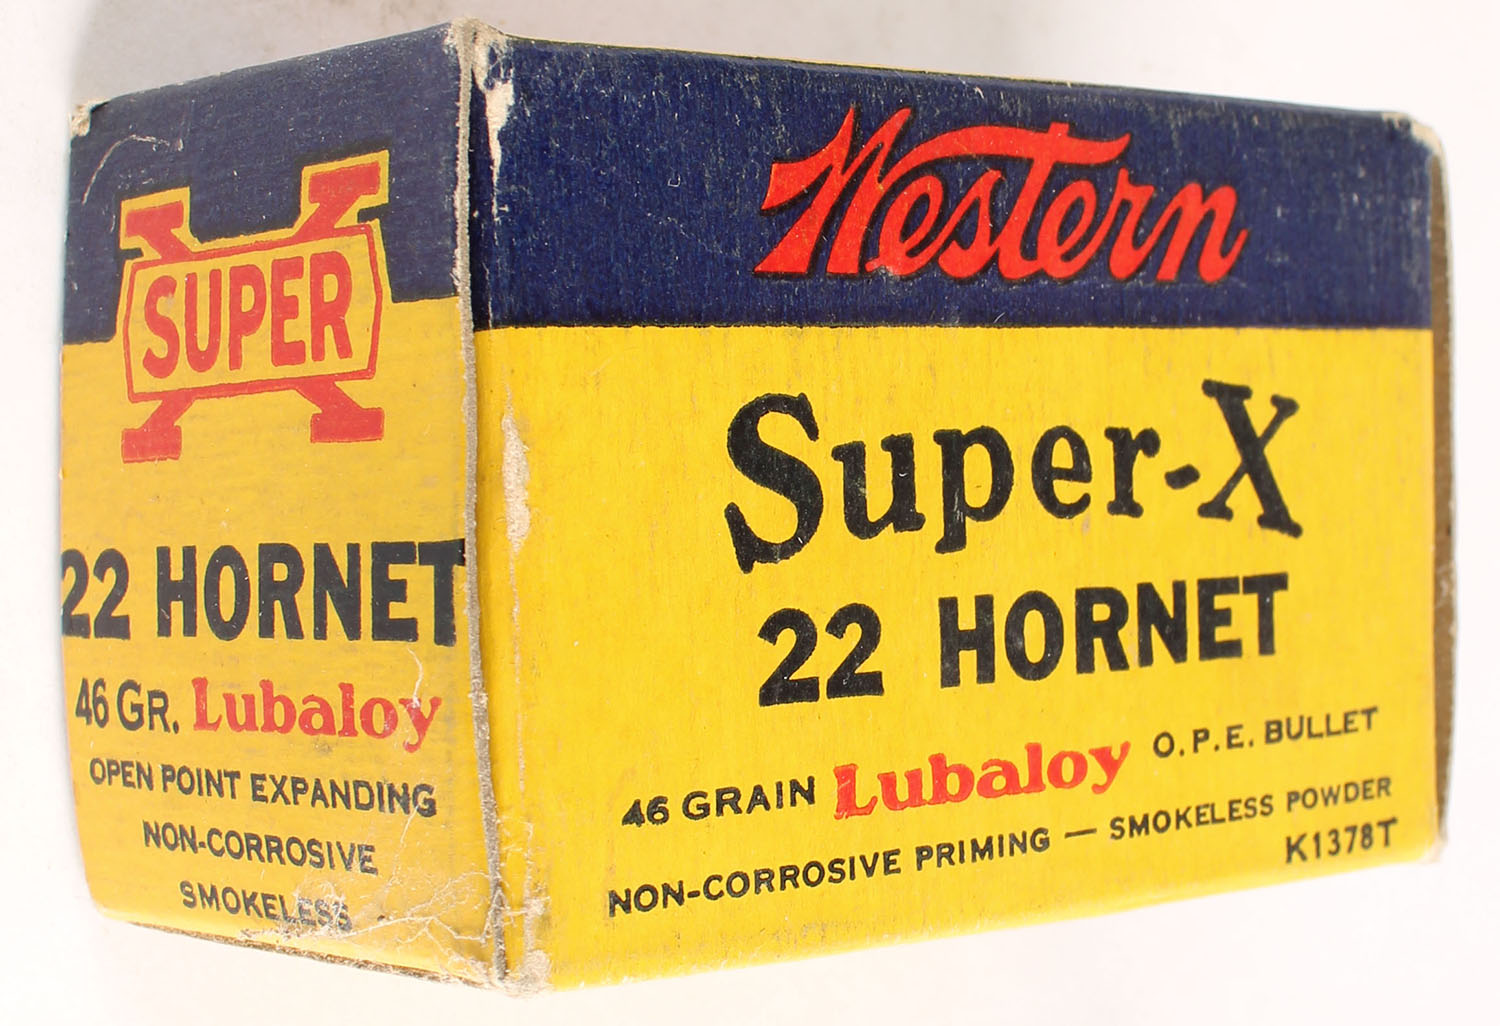 SUPER
22 HORNET
46 GR. Lubaloy
OPEN POINT EXPANDING
NON-CORROSIVE
SMOKELESS
Western
Super-X
22 HORNET
46 GRAIN Lubaloy O.P.E. BULLET
NON-CORROSIVE PRIMING — SMOKELESS POWDER
K1378T